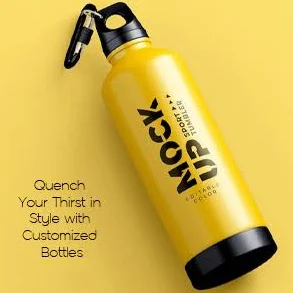 Quench
Your Thirst in
Style with
Customized
Bottles
MOCK
UP
SPORT
TUMBLER
EDITABLE
COLOR